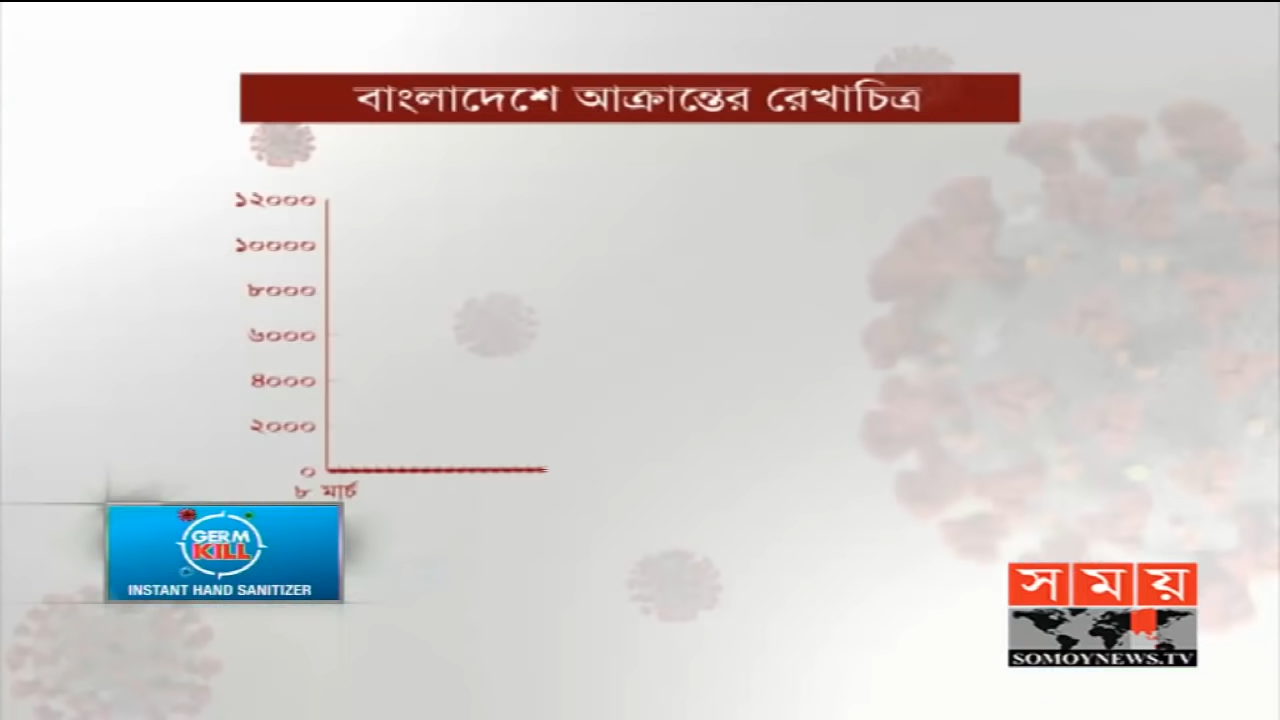 বাংলাদেশে আক্রান্তের রেখাচিত্র
১২০০০
১০০০০
৮০০০
৬০০০
৪০০০
২০০০
০
৮ মার্চ
GERM
KILL
INSTANT HAND SANITIZER
সময়
SOMOYNEWS.TV